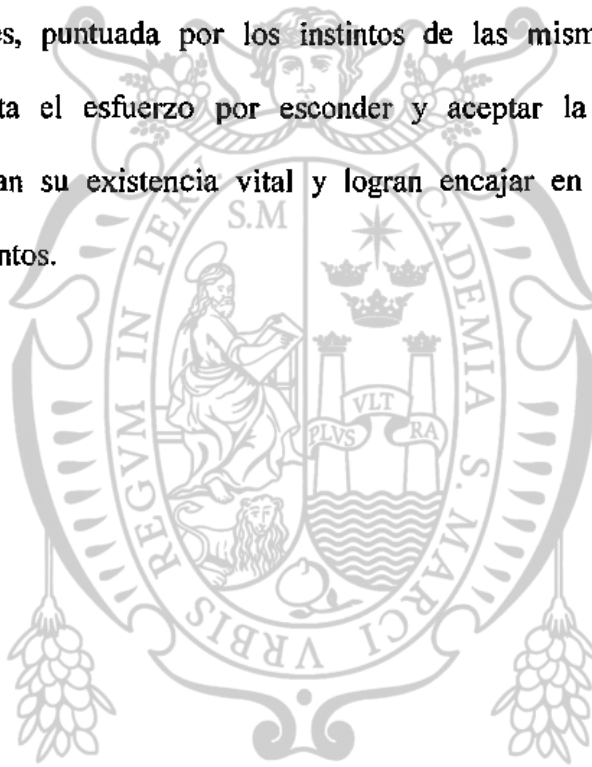 es, puntuada por los instintos de las mism
ta el esfuerzo por esconder y aceptar la
an su existencia vital y logran encajar en
ntos.
S.M
ACADEMIA S. MARCI VRBIS REGVM IN PERV
PLVS VLT RA